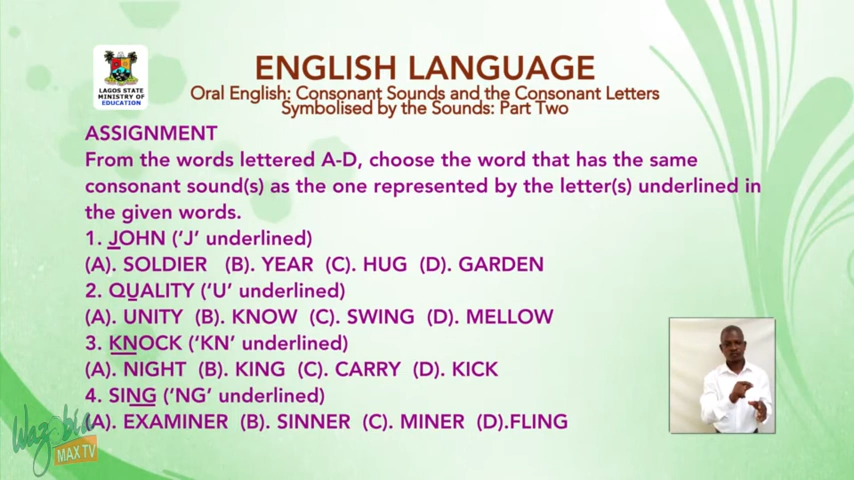 LAGOS STATE
MINISTRY OF
EDUCATION
ENGLISH LANGUAGE
Oral English: Consonant Sounds and the Consonant Letters
Symbolised by the Sounds: Part Two
ASSIGNMENT
From the words lettered A-D, choose the word that has the same
consonant sound(s) as the one represented by the letter(s) underlined in
the given words.
1. JOHN ('J' underlined)
(A). SOLDIER (B). YEAR (C). HUG (D). GARDEN
2. QUALITY ('U' underlined)
(A). UNITY (B). KNOW (C). SWING (D). MELLOW
3. KNOCK ('KN' underlined)
(A). NIGHT (B). KING (C). CARRY (D). KICK
4. SING ('NG' underlined)
(A). EXAMINER (B). SINNER (C). MINER (D).FLING
Wazobia
MAX TV